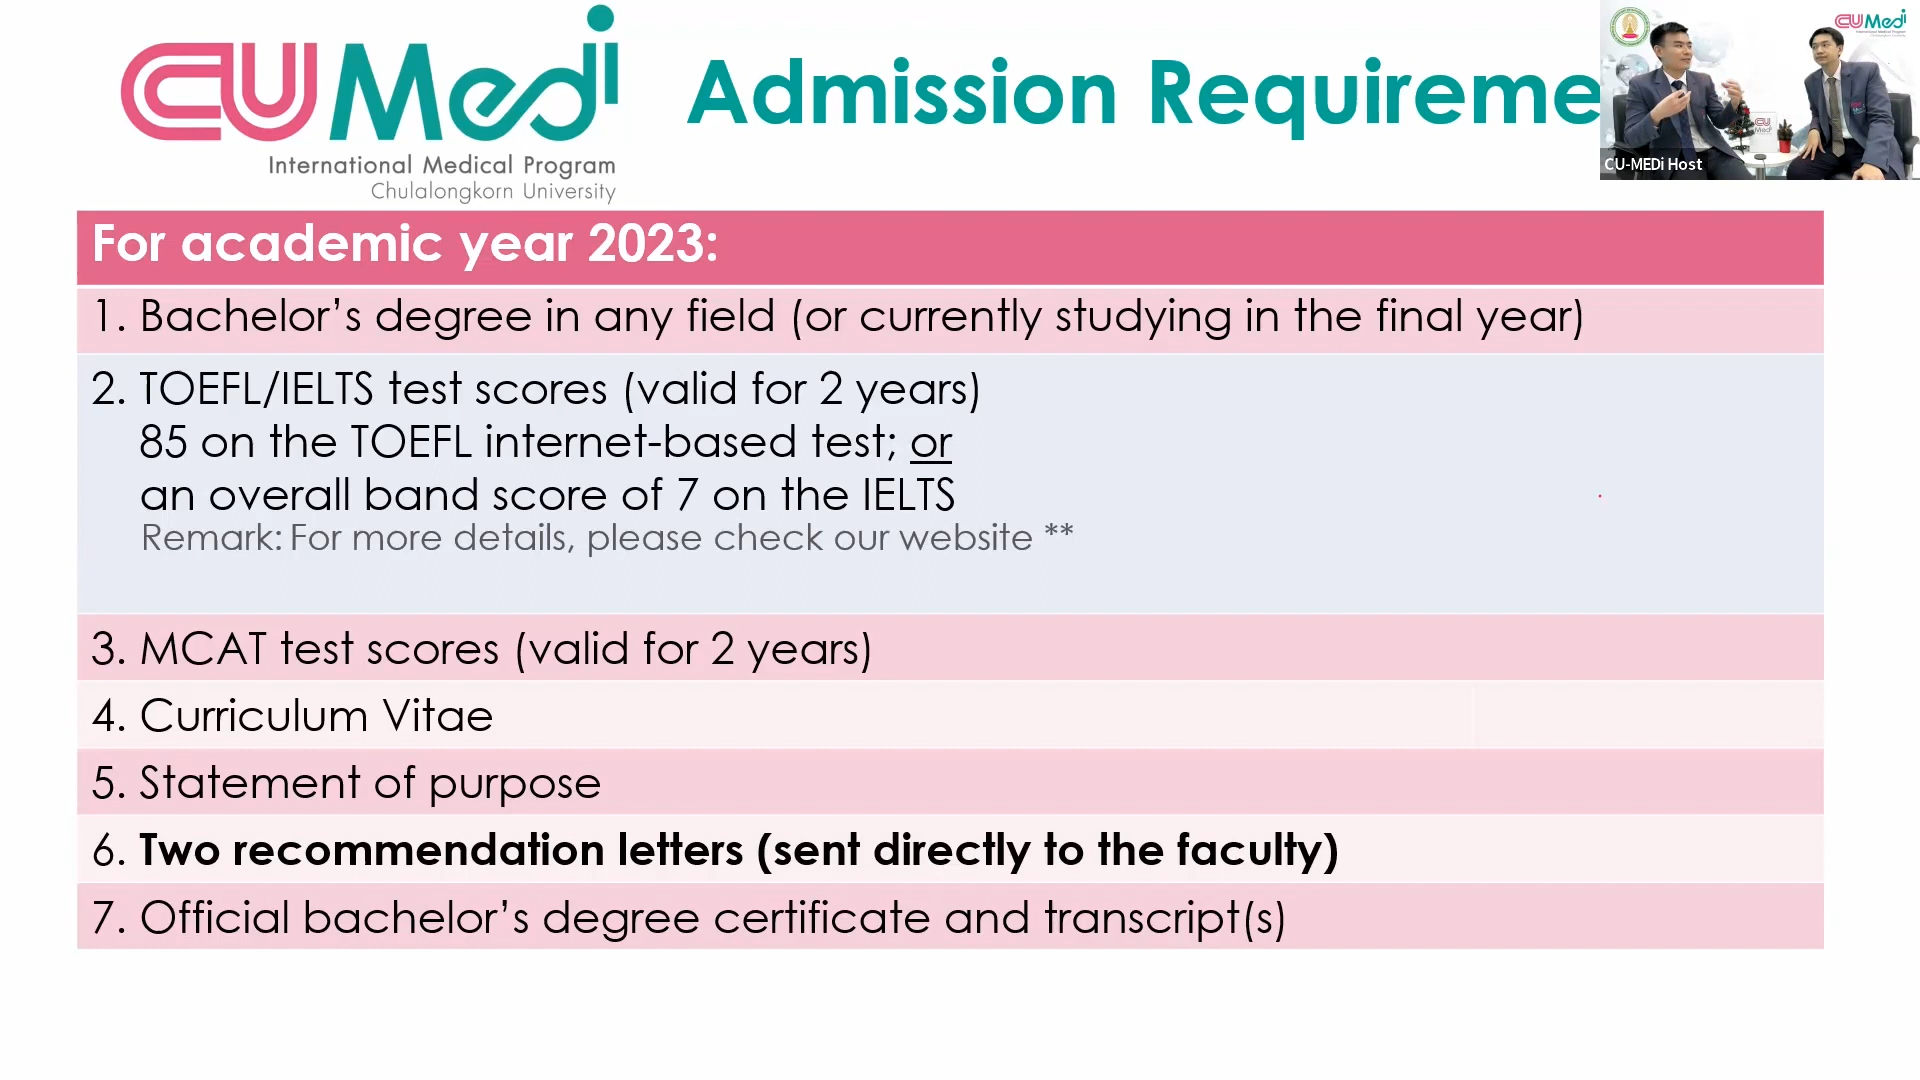 CUMedi
International Medical Program
Chulalongkorn University
Admission Requireme
CUMedi
CU
Medi
CU-MEDi Host
For academic year 2023:
1. Bachelor’s degree in any field (or currently studying in the final year)
2. TOEFL/IELTS test scores (valid for 2 years)
85 on the TOEFL internet-based test; or
an overall band score of 7 on the IELTS
Remark: For more details, please check our website **
3. MCAT test scores (valid for 2 years)
4. Curriculum Vitae
5. Statement of purpose
6. Two recommendation letters (sent directly to the faculty)
7. Official bachelor’s degree certificate and transcript(s)